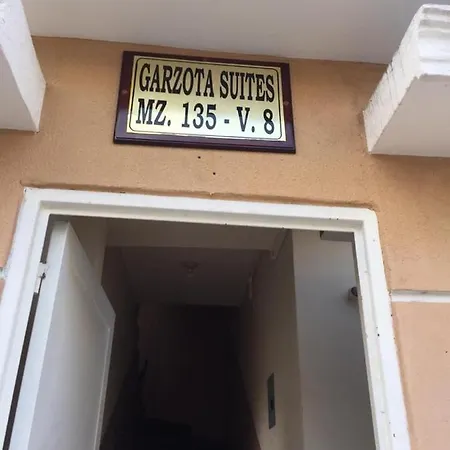 GARZOTA SUITES
MZ. 135 - V. 8